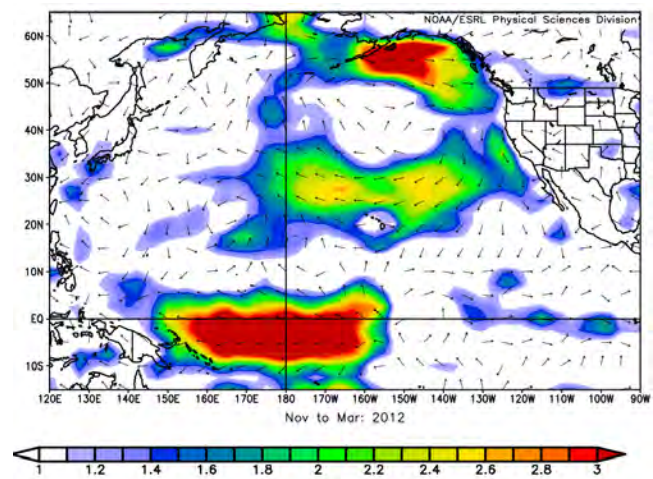 NOAA/ESRL Physical Sciences Division
60N
50N
40N
30N
20N
10N
EQ
10S
120E 130E 140E 150E 160E 170E 180 170W 160W 150W 140W 130W 120W 110W 100W 90W
Nov to Mar: 2012
1 1.2 1.4 1.6 1.8 2 2.2 2.4 2.6 2.8 3